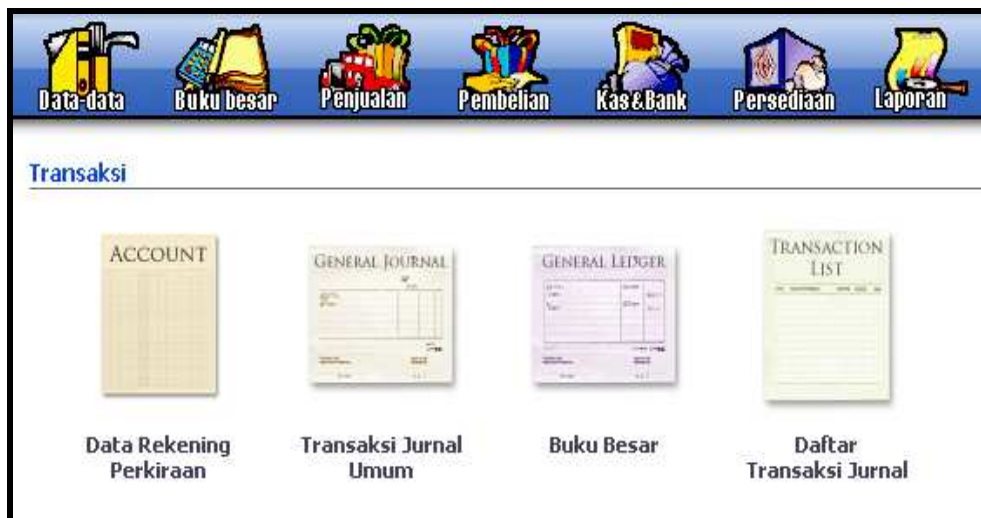 Data-data Buku besar Penjualan Pembelian Kas&Bank Persediaan Laporan
Transaksi
ACCOUNT
GENERAL JOURNAL
GENERAL LEDGER
TRANSACTION
LIST
Data Rekening
Perkiraan
Transaksi Jurnal
Umum
Buku Besar
Daftar
Transaksi Jurnal